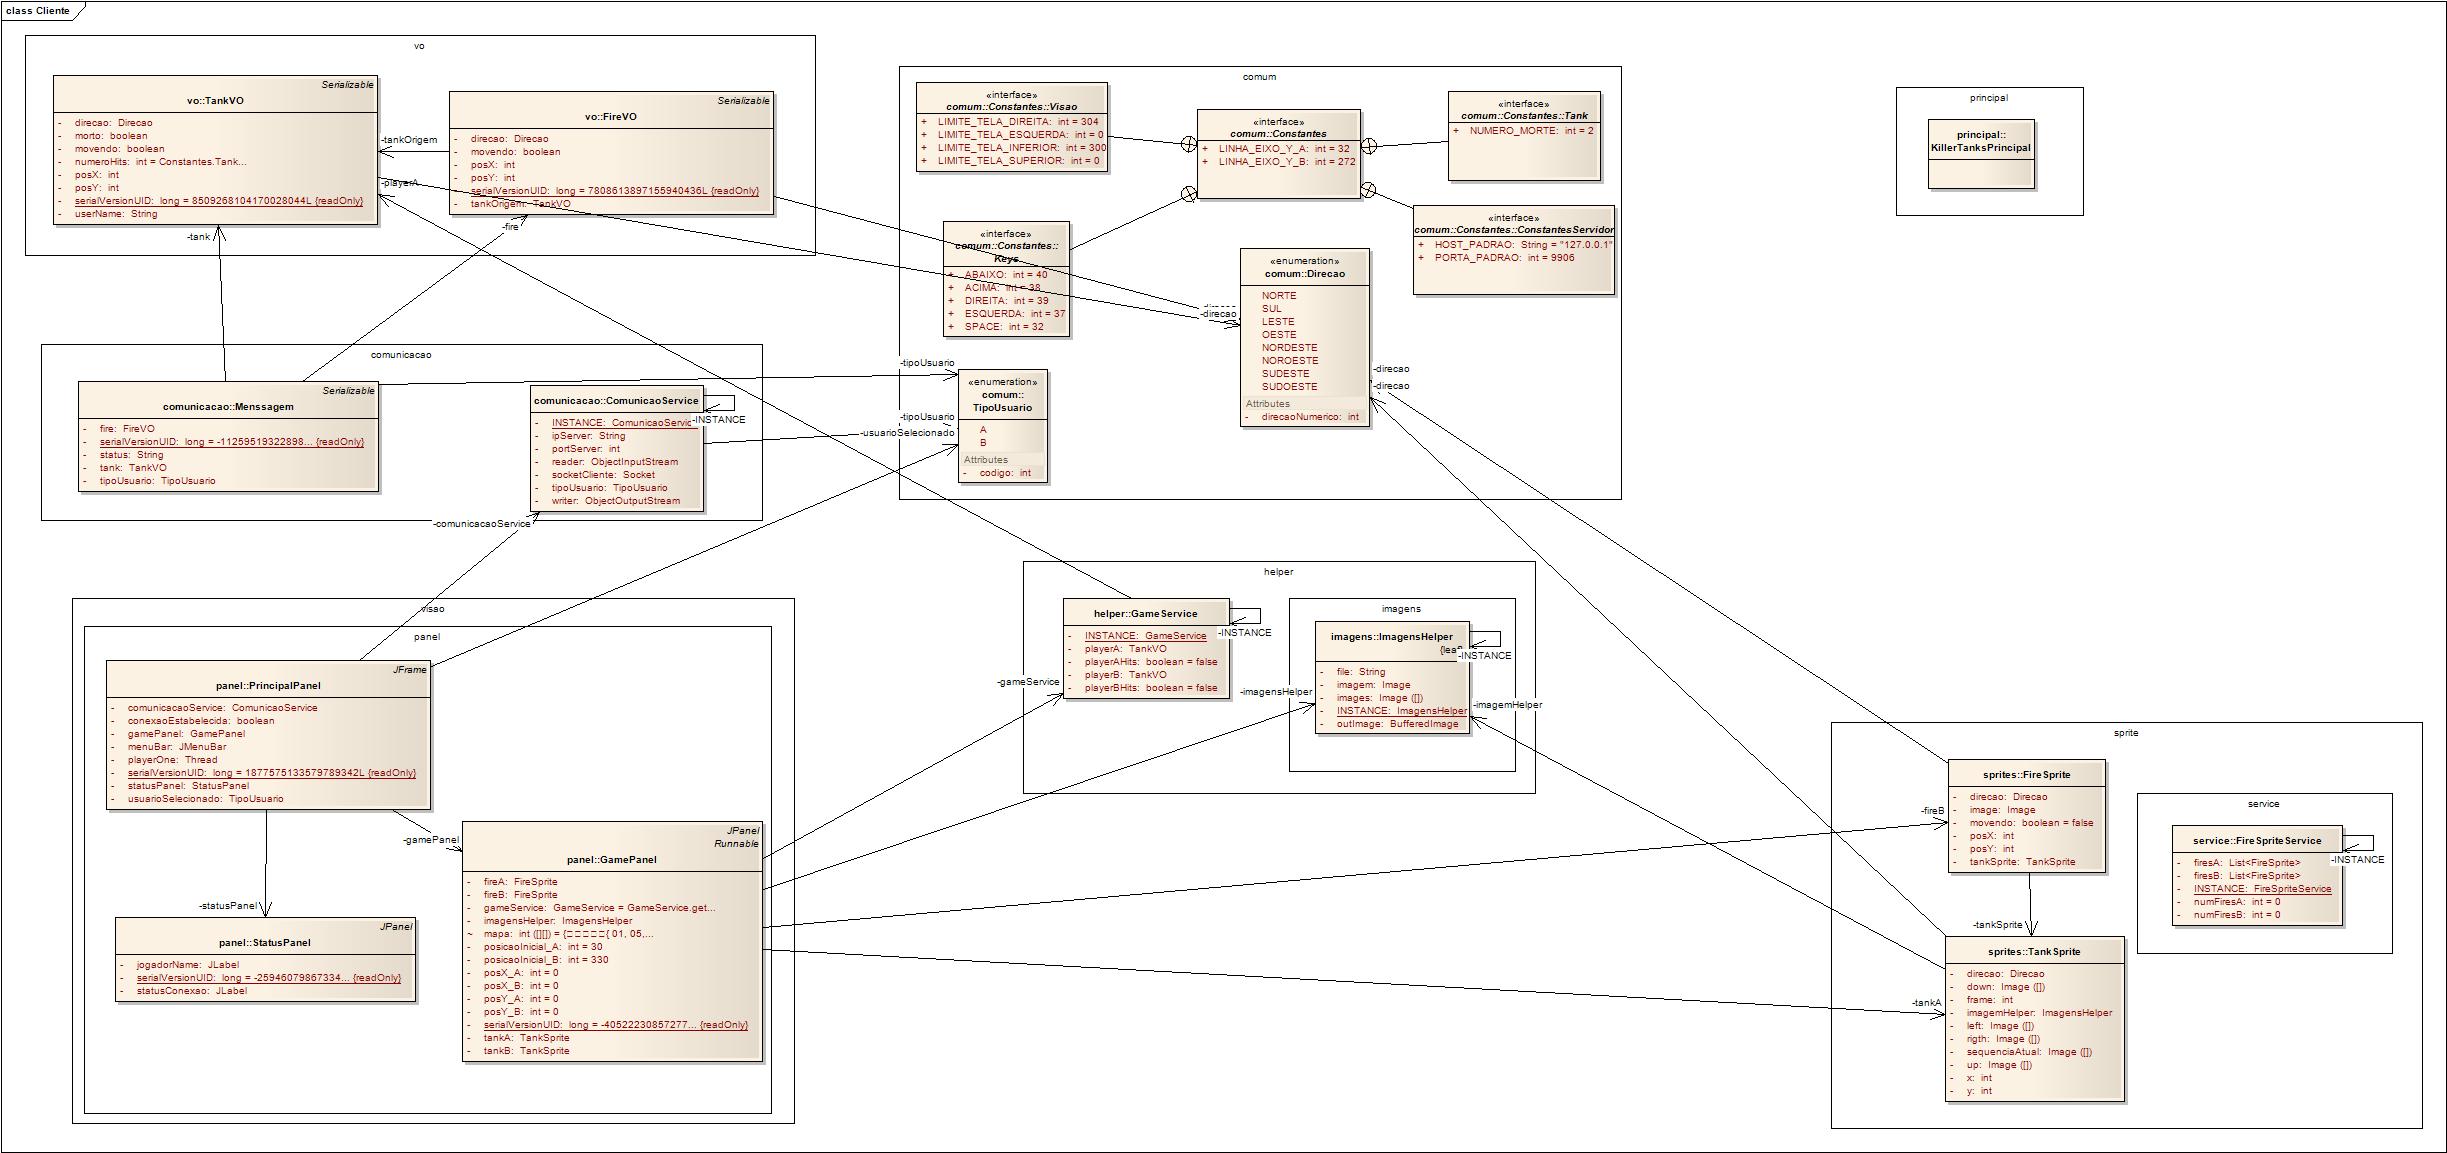 class Cliente
vo
Serializable
vo::TankVO
- direcao: Direcao
- morto: boolean
- movendo: boolean
- numeroHits: int = Constantes.Tank...
- posX: int
- posY: int
- serialVersionUID: long = 8509268104170028044L {readOnly}
- userName: String
Serializable
vo::FireVO
- direcao: Direcao
- movendo: boolean
- posX: int
- posY: int
serialVersionUID: long = 7808613897155940436L {readOnly}
- tankOrigem: TankVO
-tankOrigem
-playerA
-tank
-fire
comum
«interface»
comum::Constantes::Visao
+ LIMITE_TELA_DIREITA: int = 304
+ LIMITE_TELA_ESQUERDA: int = 0
+ LIMITE_TELA_INFERIOR: int = 300
+ LIMITE_TELA_SUPERIOR: int = 0
«interface»
comum::Constantes
+ LINHA_EIXO_Y_A: int = 32
+ LINHA_EIXO_Y_B: int = 272
«interface»
comum::Constantes::Tank
+ NUMERO_MORTE: int = 2
«interface»
comum::Constantes::
Keys
+ ABAIXO: int = 40
+ ACIMA: int = 38
+ DIREITA: int = 39
+ ESQUERDA: int = 37
+ SPACE: int = 32
«interface»
comum::Constantes::ConstantesServidor
+ HOST_PADRAO: String = "127.0.0.1"
+ PORTA_PADRAO: int = 9906
«enumeration»
comum::Direcao
NORTE
SUL
LESTE
OESTE
NORDESTE
NOROESTE
SUDESTE
SUDOESTE
Attributes
- direcaoNumerico: int
-direcao
-direcao
-direcao
-tipoUsuario
«enumeration»
comum::
TipoUsuario
A
B
Attributes
- codigo: int
-tipoUsuario
-usuarioSelecionado
principal
principal::
KillerTanksPrincipal
comunicacao
Serializable
comunicacao::Menssagem
- fire: FireVO
- serialVersionUID: long = -11259519322898... {readOnly}
- status: String
- tank: TankVO
- tipoUsuario: TipoUsuario
comunicacao::ComunicaoService
- INSTANCE: ComunicaoServic
- ipServer: String
- portServer: int
- reader: ObjectInputStream
- socketCliente: Socket
- tipoUsuario: TipoUsuario
- writer: ObjectOutputStream
-INSTANCE
-comunicacaoService
visao
panel
JFrame
panel::PrincipalPanel
- comunicacaoService: ComunicaoService
- conexaoEstabelecida: boolean
- gamePanel: GamePanel
- menuBar: JMenuBar
- playerOne: Thread
- serialVersionUID: long = 1877575133579789342L {readOnly}
- statusPanel: StatusPanel
- usuarioSelecionado: TipoUsuario
-gamePanel
-statusPanel
JPanel
panel::StatusPanel
- jogadorName: JLabel
- serialVersionUID: long = -25946079867334... {readOnly}
- statusConexao: JLabel
JPanel
Runnable
panel::GamePanel
- fireA: FireSprite
- fireB: FireSprite
- gameService: GameService = GameService.get...
- imagensHelper: ImagensHelper
~ mapa: int ([][]) = {□□□□□{ 01, 05,...
- posicaoInicial_A: int = 30
- posicaoInicial_B: int = 330
- posX_A: int = 0
- posX_B: int = 0
- posY_A: int = 0
- posY_B: int = 0
- serialVersionUID: long = -40522230857277... {readOnly}
- tankA: TankSprite
- tankB: TankSprite
helper
helper::GameService
- INSTANCE: GameService
- playerA: TankVO
- playerAHits: boolean = false
- playerB: TankVO
- playerBHits: boolean = false
-INSTANCE
-gameService
imagens
imagens::ImagensHelper
{leaf
- file: String
- imagem: Image
- images: Image ([])
- INSTANCE: ImagensHelper
- outImage: BufferedImage
-INSTANCE
-imagensHelper
-imagemHelper
sprite
sprites::FireSprite
- direcao: Direcao
- image: Image
- movendo: boolean = false
- posX: int
- posY: int
- tankSprite: TankSprite
-fireB
-tankSprite
service
service::FireSpriteService
- firesA: List<FireSprite>
- firesB: List<FireSprite>
- INSTANCE: FireSpriteService
- numFiresA: int = 0
- numFiresB: int = 0
-INSTANCE
sprites::TankSprite
- direcao: Direcao
- down: Image ([])
- frame: int
- imagemHelper: ImagensHelper
- left: Image ([])
- rigth: Image ([])
- sequenciaAtual: Image ([])
- up: Image ([])
- x: int
- y: int
-tankA